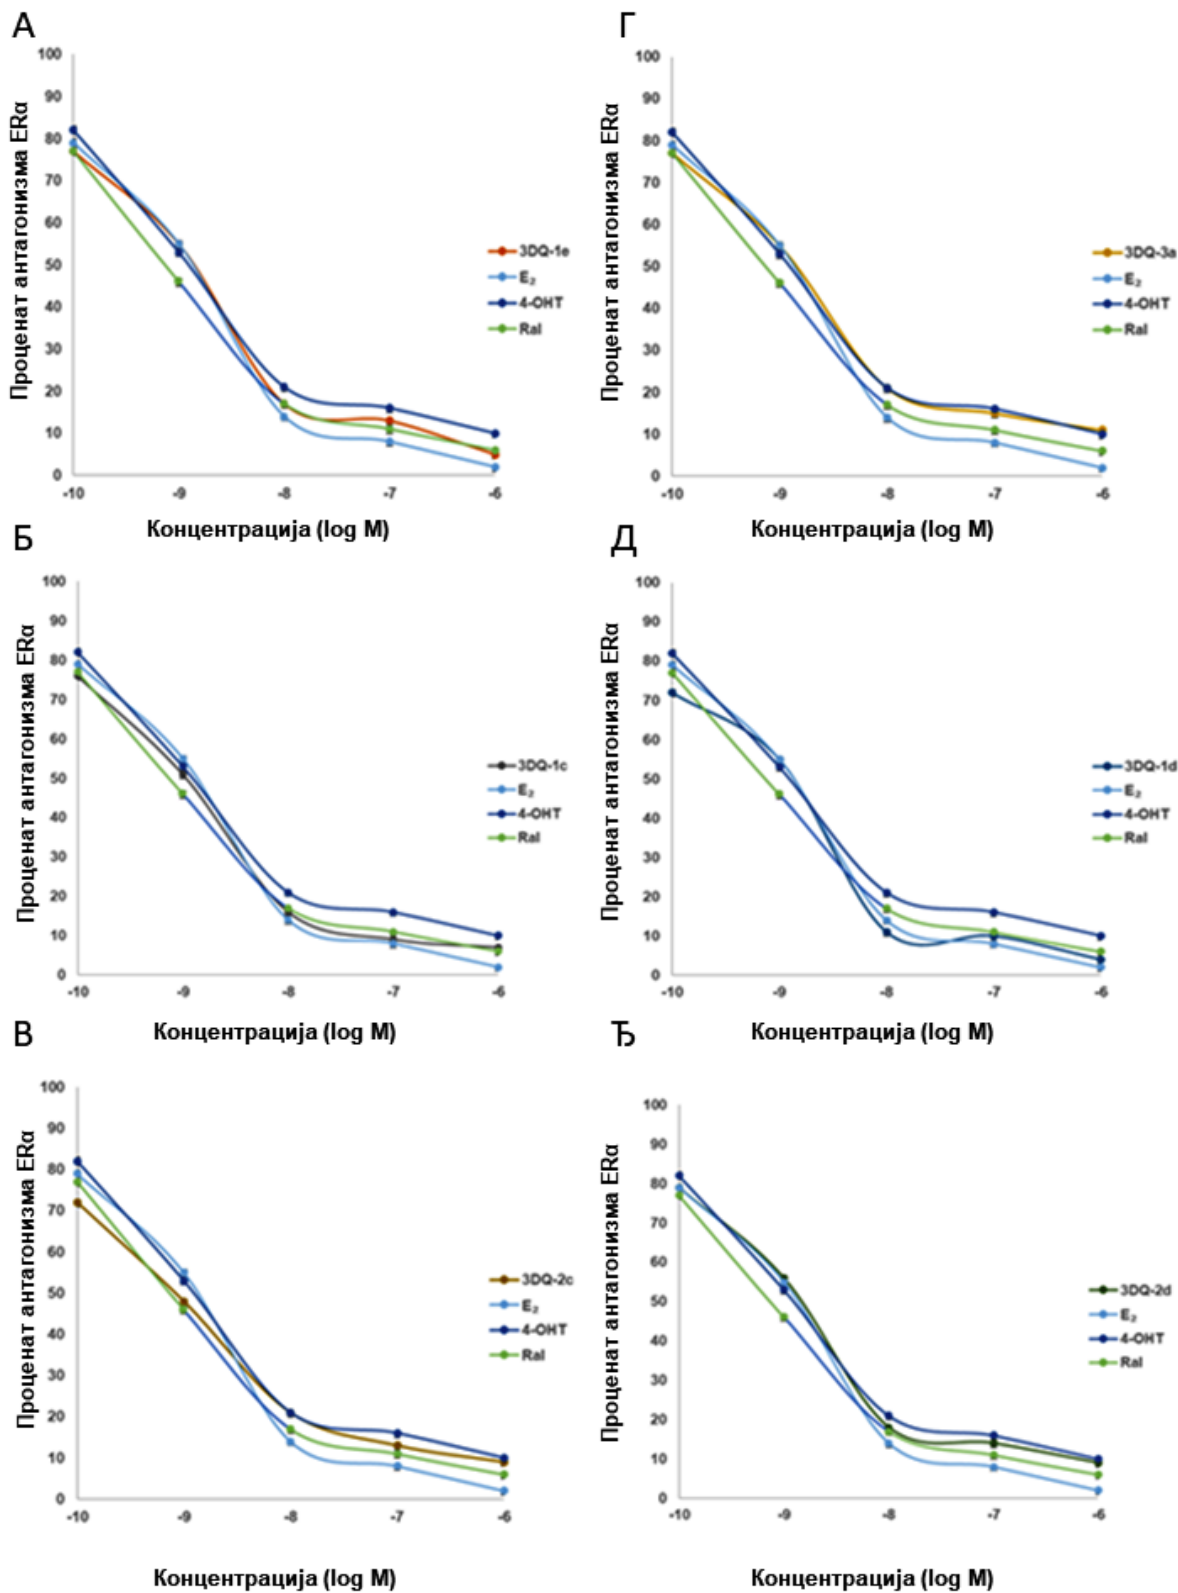 А
Проценат антагонизма ERα
100
90
80
70
60
50
40
30
20
10
0
-10 -9 -8 -7 -6
Концентрација (log M)
3DQ-1e
E₂
4-OHT
Ral
Г
Проценат антагонизма ERα
100
90
80
70
60
50
40
30
20
10
0
-10 -9 -8 -7 -6
Концентрација (log M)
3DQ-3a
E₂
4-OHT
Ral
Б
Проценат антагонизма ERα
100
90
80
70
60
50
40
30
20
10
0
-10 -9 -8 -7 -6
Концентрација (log M)
3DQ-1c
E₂
4-OHT
Ral
Д
Проценат антагонизма ERα
100
90
80
70
60
50
40
30
20
10
0
-10 -9 -8 -7 -6
Концентрација (log M)
3DQ-1d
E₂
4-OHT
Ral
В
Проценат антагонизма ERα
100
90
80
70
60
50
40
30
20
10
0
-10 -9 -8 -7 -6
Концентрација (log M)
3DQ-2c
E₂
4-OHT
Ral
Ђ
Проценат антагонизма ERα
100
90
80
70
60
50
40
30
20
10
0
-10 -9 -8 -7 -6
Концентрација (log M)
3DQ-2d
E₂
4-OHT
Ral